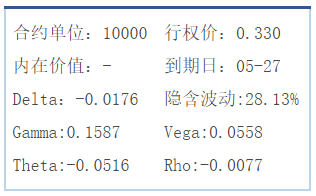 合约单位：10000 行权价：0.330
内在价值：- 到期日：05-27
Delta：-0.0176 隐含波动:28.13%
Gamma:0.1587 Vega:0.0558
Theta:-0.0516 Rho:-0.0077